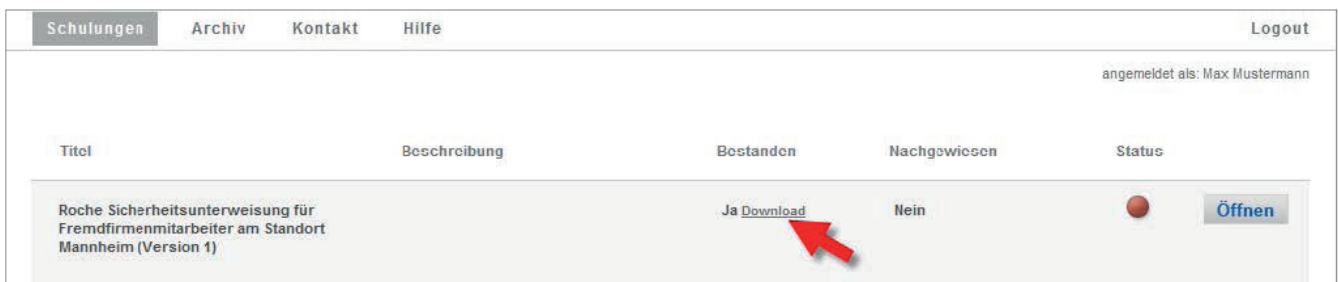 Schulungen Archiv Kontakt Hilfe Logout
angemeldet als: Max Mustermann
Titel Beschreibung Bestanden Nachgewiesen Status
Roche Sicherheitsunterweisung für Ja Download Nein Öffnen
Fremdfirmenmitarbeiter am Standort
Mannheim (Version 1)